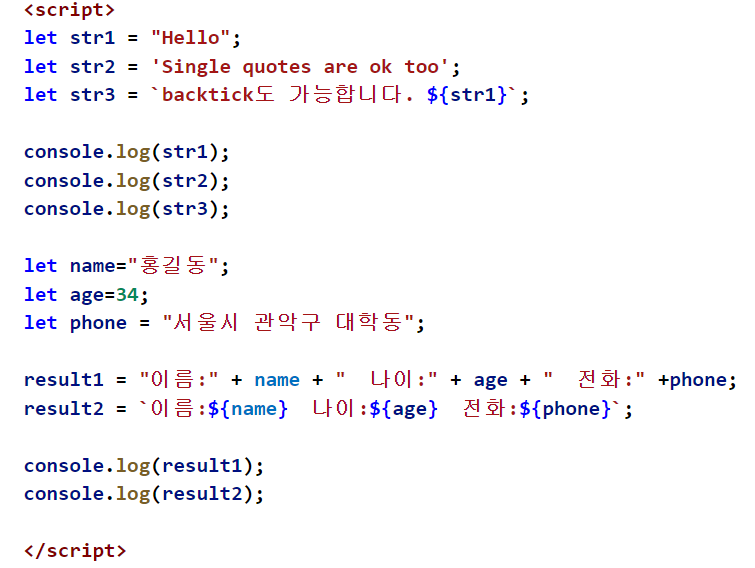 <script>
let str1 = "Hello";
let str2 = 'Single quotes are ok too';
let str3 = `backtick도 가능합니다. ${str1}`;
console.log(str1);
console.log(str2);
console.log(str3);
let name="홍길동";
let age=34;
let phone = "서울시 관악구 대학동";
result1 = "이름:" + name + "  나이:" + age + "  전화:" +phone;
result2 = `이름:${name}  나이:${age}  전화:${phone}`;
console.log(result1);
console.log(result2);
</script>